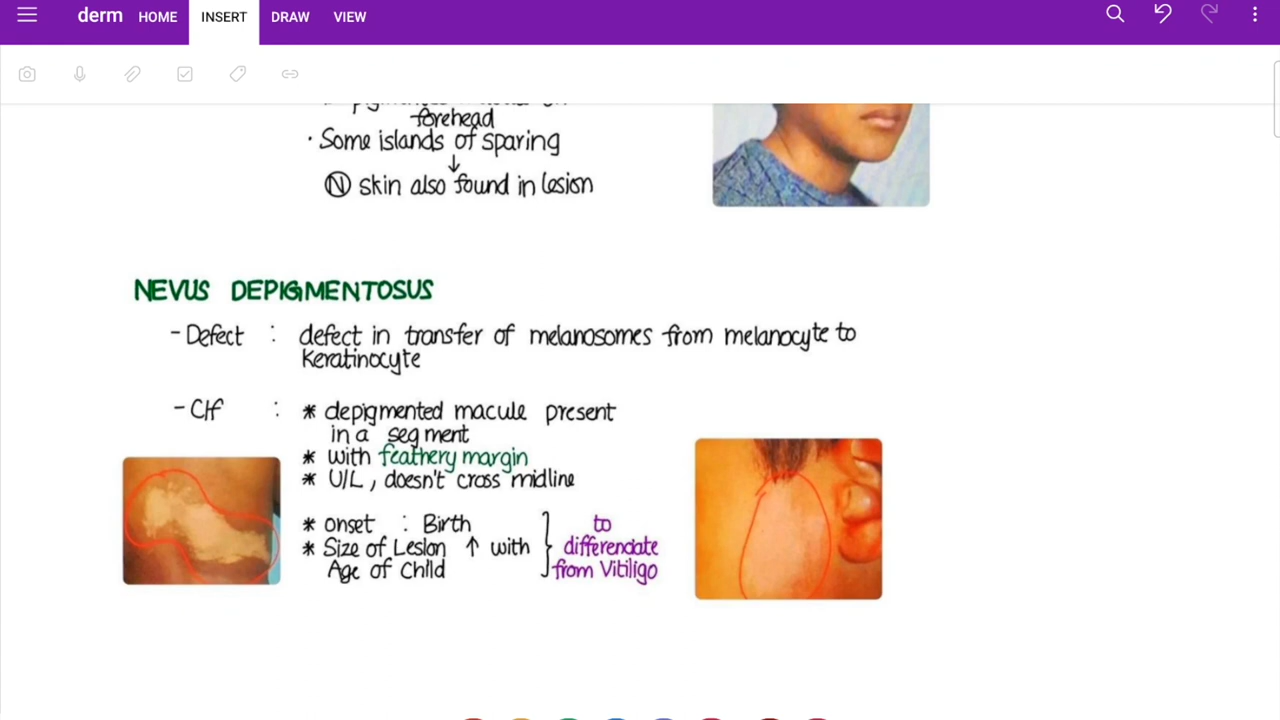 derm HOME INSERT DRAW VIEW
forehead
· Some islands of sparing
↓
Ⓝ skin also found in lesion
NEVUS DEPIGMENTOSUS
- Defect : defect in transfer of melanosomes from melanocyte to
Keratinocyte
- C/f : * depigmented macule present
in a segment
* with feathery margin
* U/L, doesn't cross midline
* onset : Birth
* Size of Lesion ↑ with
Age of Child
to
differenciate
from Vitiligo